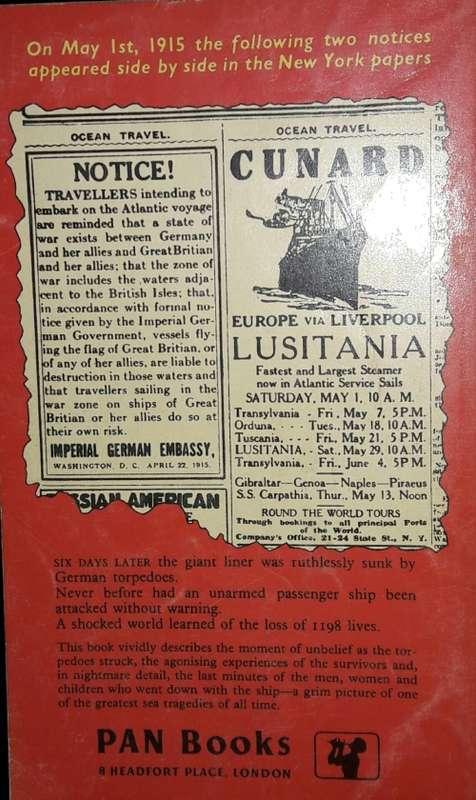 On May 1st, 1915 the following two notices
appeared side by side in the New York papers
OCEAN TRAVEL.
NOTICE!
TRAVELLERS intending to
embark on the Atlantic voyage
are reminded that a state of
war exists between Germany
and her allies and Great Britian
and her allies; that the zone of
war includes the waters adja-
cent to the British Isles; that,
in accordance with formal no-
tice given by the Imperial Ger-
man Government, vessels fly-
ing the flag of Great Britian, or
of any of her allies, are liable to
destruction in those waters and
that travellers sailing in the
war zone on ships of Great
Britian or her allies do so at
their own risk.
IMPERIAL GERMAN EMBASSY,
WASHINGTON, D. C. APRIL 22, 1915.
SSIAN AMERICAN
OCEAN TRAVEL.
CUNARD
EUROPE VIA LIVERPOOL
LUSITANIA
Fastest and Largest Steamer
now in Atlantic Service Sails
SATURDAY, MAY 1, 10 A. M.
Transylvania - Fri., May 7, 5 P.M.
Orduna, - - - Tues., May 18, 10 A.M.
Tuscania, - - Fri., May 21, 5 P.M.
LUSITANIA, - Sat., May 29, 10 A.M.
Transylvania, - Fri., June 4, 5 P.M.
Gibraltar—Genoa—Naples—Piraeus
S.S. Carpathia, Thur., May 13, Noon
ROUND THE WORLD TOURS
Through bookings to all principal Ports
of the World.
Company's Office, 21-24 State St., N. Y.
SIX DAYS LATER the giant liner was ruthlessly sunk by
German torpedoes.
Never before had an unarmed passenger ship been
attacked without warning.
A shocked world learned of the loss of 1198 lives.
This book vividly describes the moment of unbelief as the tor-
pedoes struck, the agonising experiences of the survivors and,
in nightmare detail, the last minutes of the men, women and
children who went down with the ship—a grim picture of one
of the greatest sea tragedies of all time.
PAN Books
8 HEADFORT PLACE, LONDON